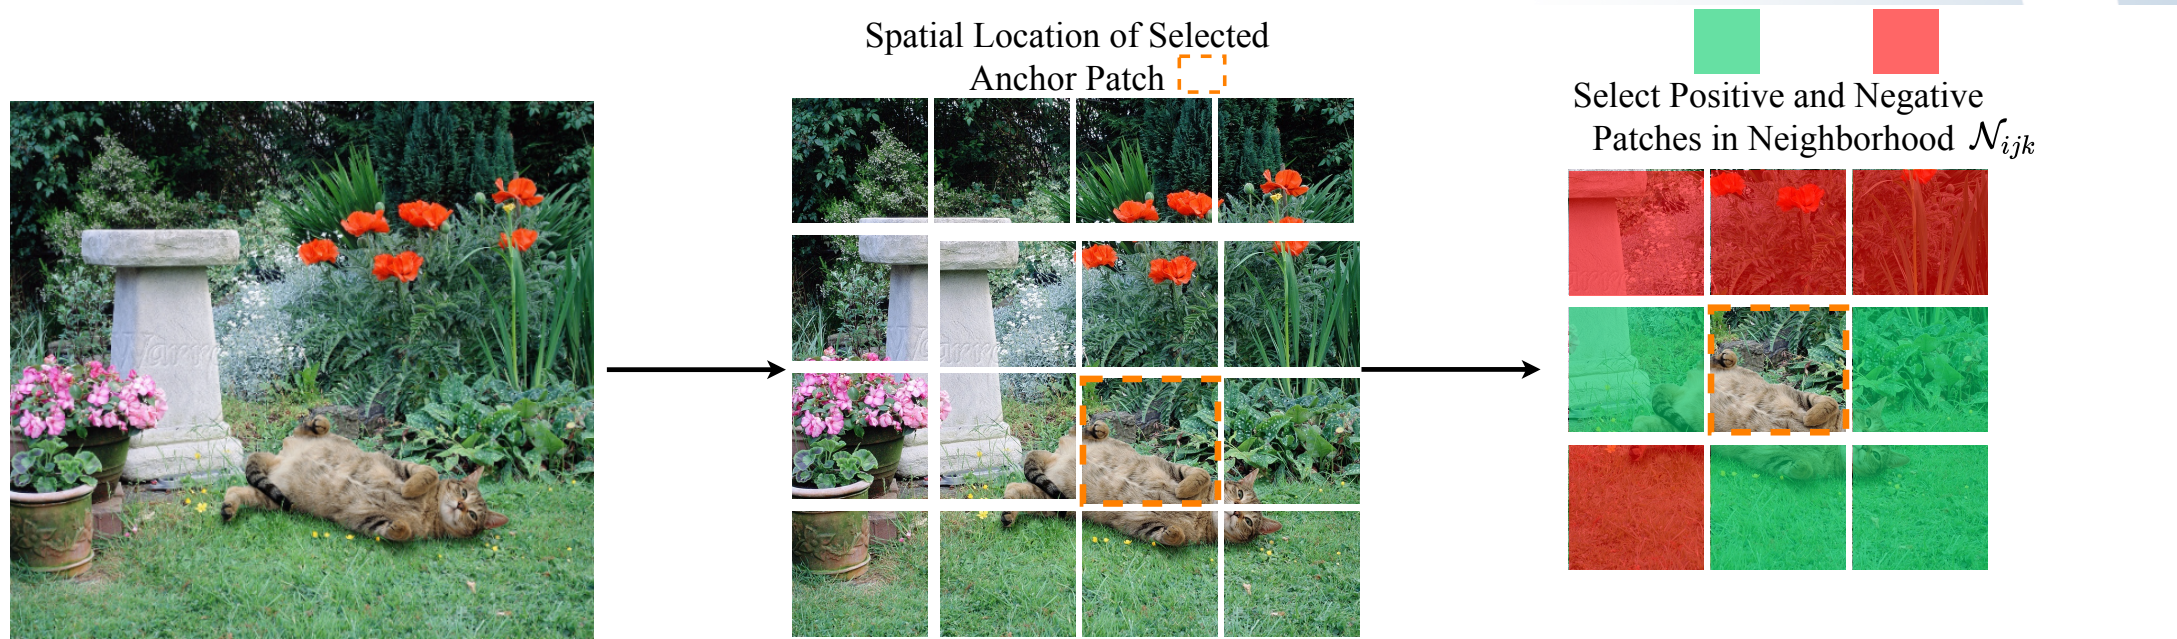 Spatial Location of Selected
Anchor Patch
Select Positive and Negative
Patches in Neighborhood 𝒩ᵢⱼₖ